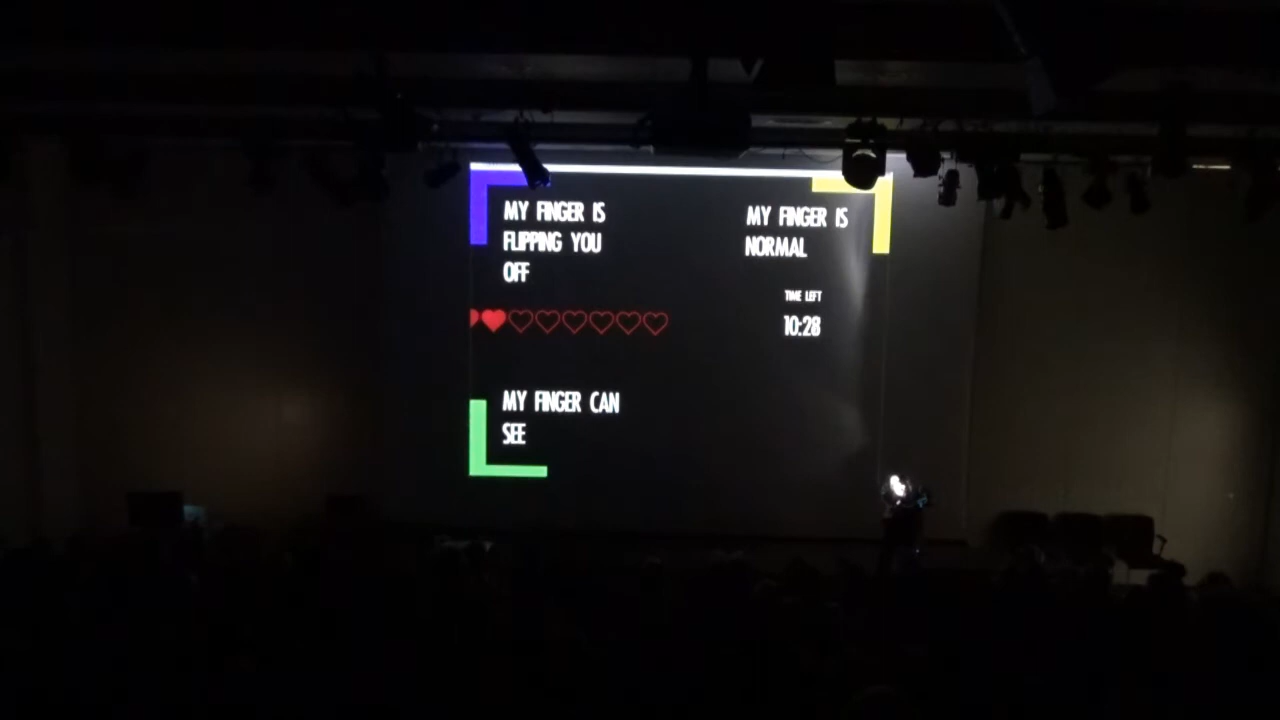 MY FINGER IS
FLIPPING YOU
OFF
MY FINGER IS
NORMAL
TIME LEFT
10:28
MY FINGER CAN
SEE